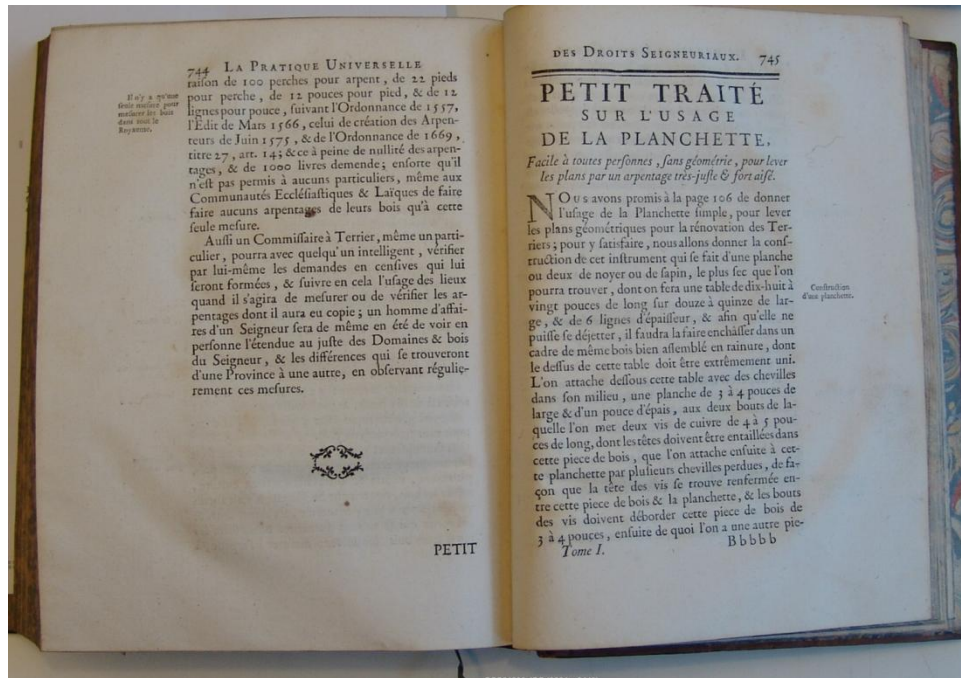 744 LA PRATIQUE UNIVERSELLE
raison de 100 perches pour arpent, de 22 pieds
pour perche, de 12 pouces pour pied, & de 12
lignes pour pouce, suivant l'Ordonnance de 1557,
l'Edit de Mars 1566, celui de création des Arpen-
teurs de Juin 1575, & de l'Ordonnance de 1669,
titre 27, art. 14; & ce à peine de nullité des arpen-
tages, & de 1000 livres demende; ensorte qu'il
n'est pas permis à aucuns particuliers, même aux
Communautés Ecclésiastiques & Laïques de faire
faire aucuns arpentages de leurs bois qu'à cette
seule mesure.
Il n'y a qu'une
seule mesure pour
mesurer les bois
dans tout le
Royaume.
Aussi un Commissaire à Terrier, même un parti-
culier, pourra avec quelqu'un intelligent, vérifier
par lui-même les demandes en censives qui lui
seront formées, & suivre en cela l'usage des lieux
quand il s'agira de mesurer ou de vérifier les ar-
pentages dont il aura eu copie; un homme d'affai-
res d'un Seigneur sera de même en été de voir en
personne l'étendue au juste des Domaines & bois
du Seigneur, & les différences qui se trouveront
d'une Province à une autre, en observant réguliè-
rement ces mesures.
PETIT
DES DROITS SEIGNEURIAUX. 745
PETIT TRAITÉ
SUR L'USAGE
DE LA PLANCHETTE,
Facile à toutes personnes, sans géométrie, pour lever
les plans par un arpentage très-juste & fort aisé.
NOUS avons promis à la page 106 de donner
l'usage de la Planchette simple, pour lever
les plans géométriques pour la rénovation des Ter-
riers; pour y satisfaire, nous allons donner la cons-
truction de cet instrument qui se fait d'une planche
ou deux de noyer ou de sapin, le plus sec que l'on
pourra trouver, dont on fera une table de dix-huit à
vingt pouces de long sur douze à quinze de lar-
ge, & de 6 lignes d'épaisseur, & afin qu'elle ne
puisse se déjetter, il faudra la faire enchâsser dans un
cadre de même bois bien assemblé en rainure, dont
le dessus de cette table doit être extrêmement uni.
L'on attache dessous cette table avec des chevilles
dans son milieu, une planche de 3 à 4 pouces de
large & d'un pouce d'épais, aux deux bouts de la-
quelle l'on met deux vis de cuivre de 4 à 5 pou-
ces de long, dont les têtes doivent être entaillées dans
cette piece de bois, que l'on attache ensuite à cet-
te planchette par plusieurs chevilles perdues, de fa-
çon que la tête des vis se trouve renfermée en-
tre cette piece de bois & la planchette, & les bouts
des vis doivent déborder cette piece de bois de
3 à 4 pouces, ensuite de quoi l'on a une autre pie-
Tome I. Bbbbb
Construction
d'une planchette.